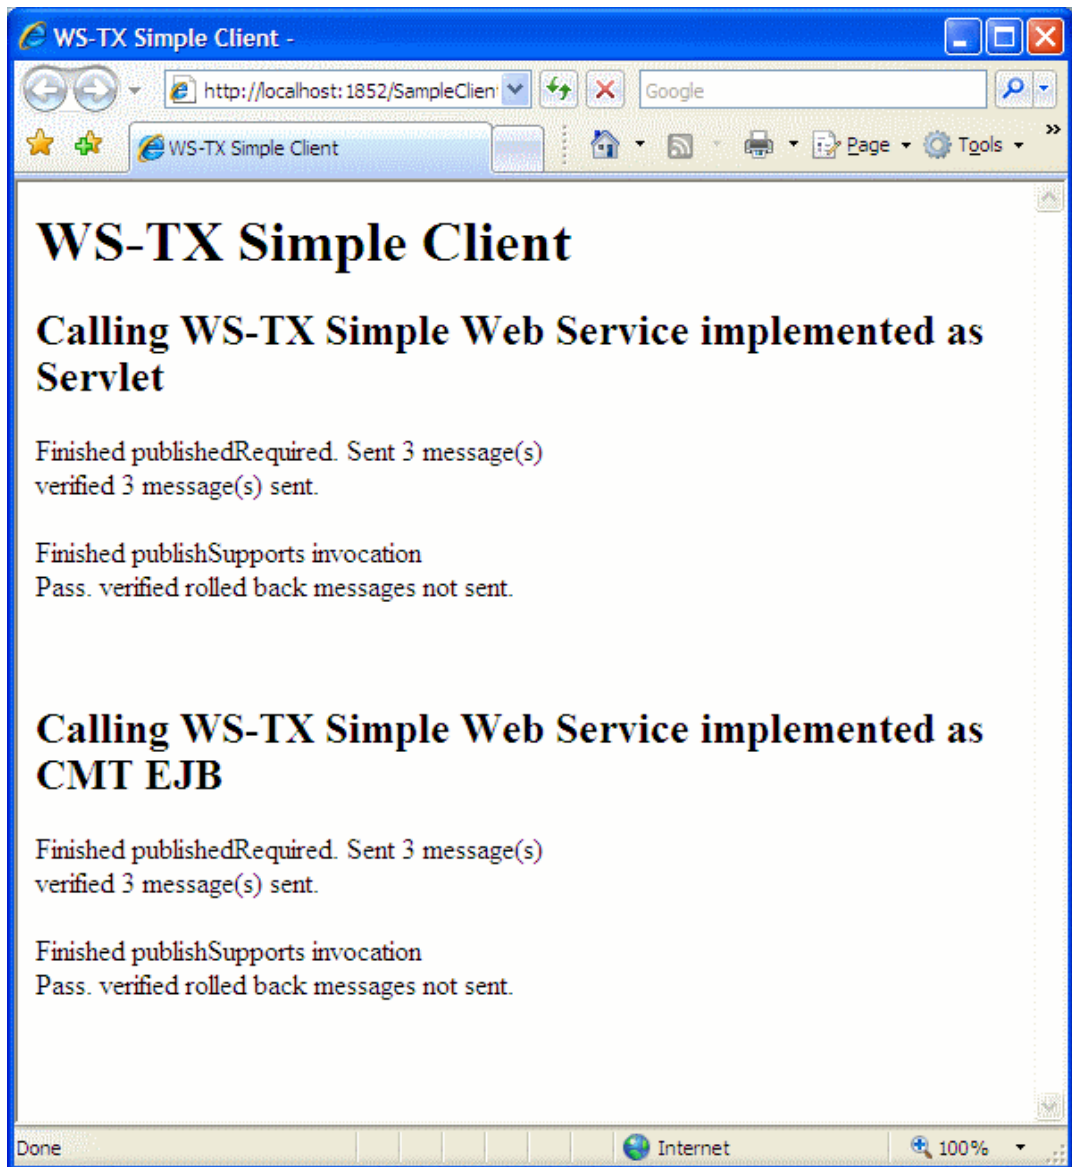 WS-TX Simple Client -
http://localhost:1852/SampleClien
Google
WS-TX Simple Client
Page
Tools
»
WS-TX Simple Client
Calling WS-TX Simple Web Service implemented as
Servlet
Finished publishedRequired. Sent 3 message(s)
verified 3 message(s) sent.
Finished publishSupports invocation
Pass. verified rolled back messages not sent.
Calling WS-TX Simple Web Service implemented as
CMT EJB
Finished publishedRequired. Sent 3 message(s)
verified 3 message(s) sent.
Finished publishSupports invocation
Pass. verified rolled back messages not sent.
Done
Internet
100%